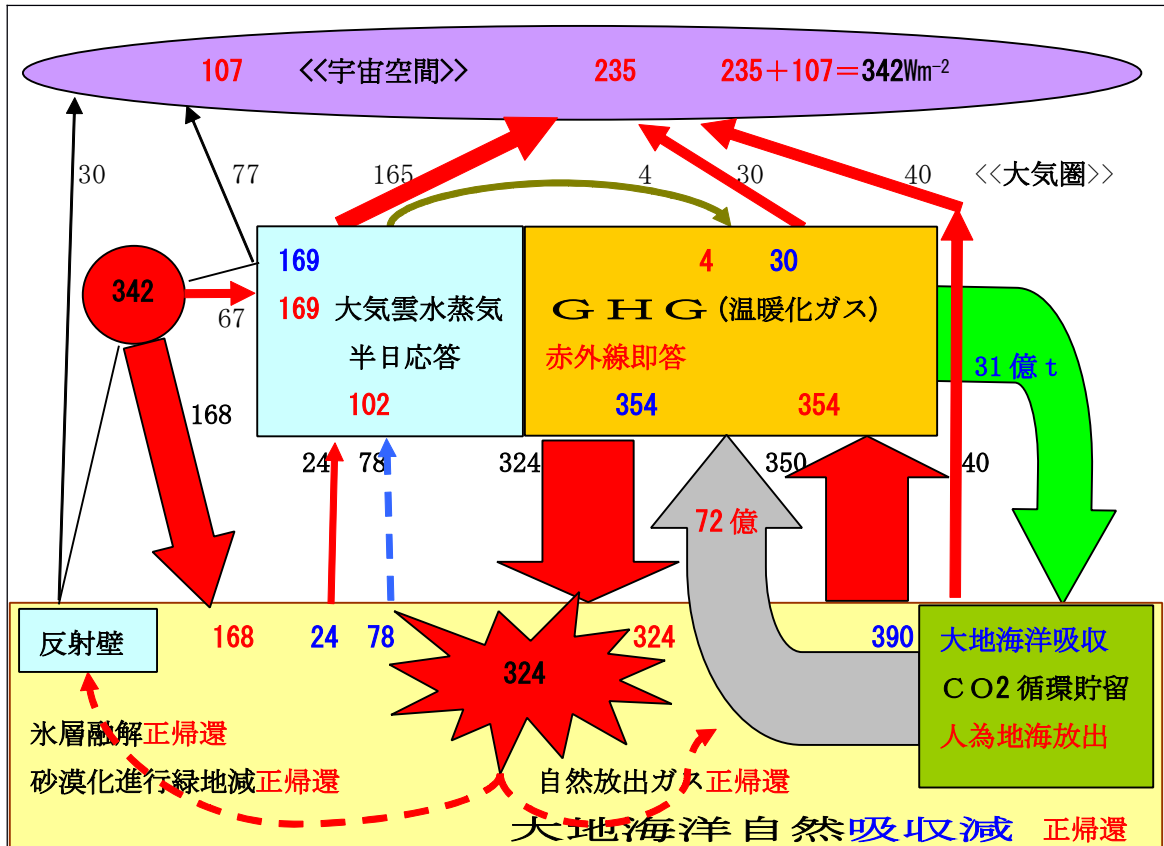 107 ≪宇宙空間≫ 235 235+107=342Wm⁻²
30 77 165 4 30 40 ≪大気圏≫
169 4 30
342 169 大気雲水蒸気 GHG(温暖化ガス)
67
半日応答 赤外線即答 31億t
102 354 354
168
24 78 324 350 40
72億
反射壁 168 24 78 324 390 大地海洋吸収
324
CO2循環貯留
氷層融解正帰還 人為地海放出
砂漠化進行緑地減正帰還 自然放出ガス正帰還
大地海洋自然吸収減 正帰還